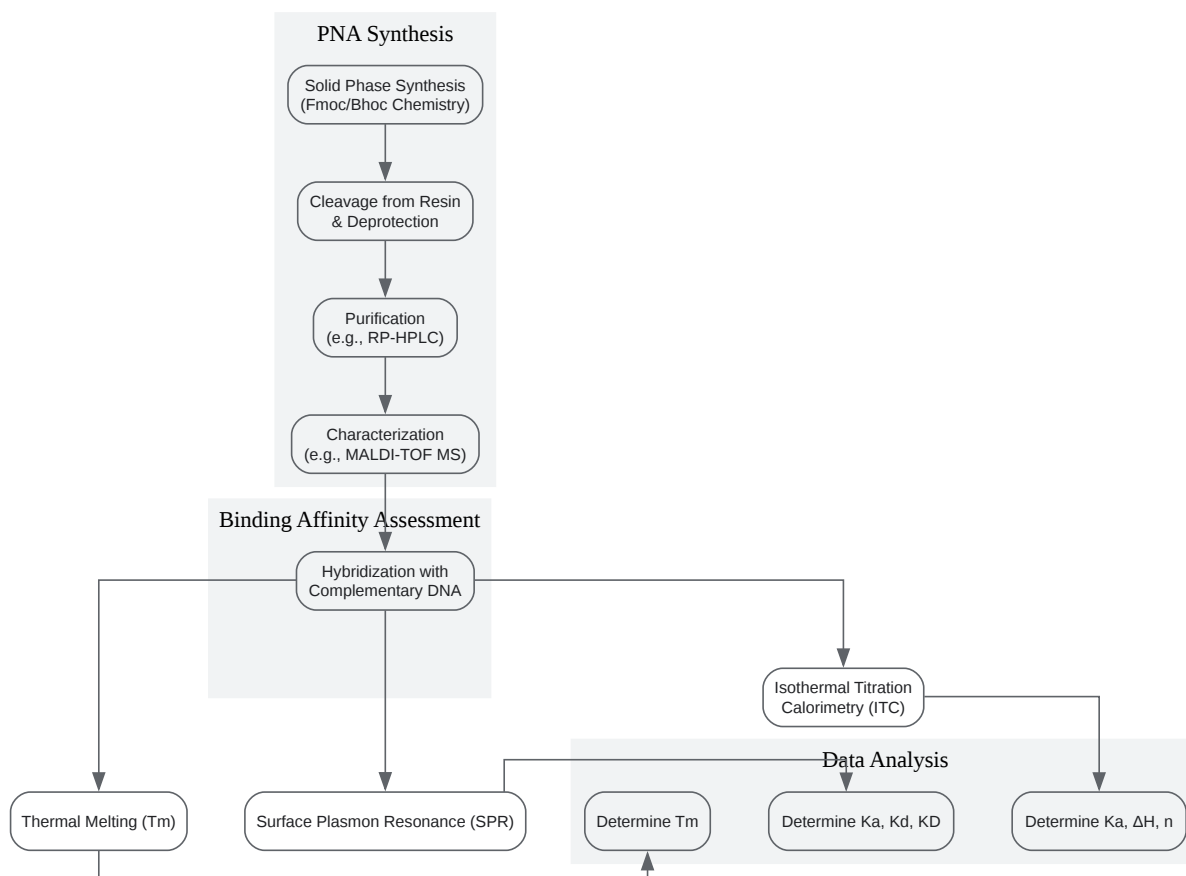 PNA Synthesis
Solid Phase Synthesis
(Fmoc/Bhoc Chemistry)
Cleavage from Resin
& Deprotection
Purification
(e.g., RP-HPLC)
Characterization
(e.g., MALDI-TOF MS)
Binding Affinity Assessment
Hybridization with
Complementary DNA
Isothermal Titration
Calorimetry (ITC)
Data Analysis
Thermal Melting (Tm)
Surface Plasmon Resonance (SPR)
Determine Tm
Determine Ka, Kd, KD
Determine Ka, ΔH, n